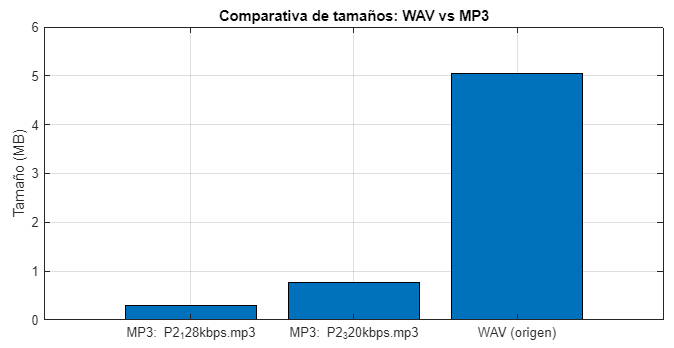 Comparativa de tamaños: WAV vs MP3
Tamaño (MB)
6
5
4
3
2
1
0
MP3: P2₁28kbps.mp3
MP3: P2₃20kbps.mp3
WAV (origen)